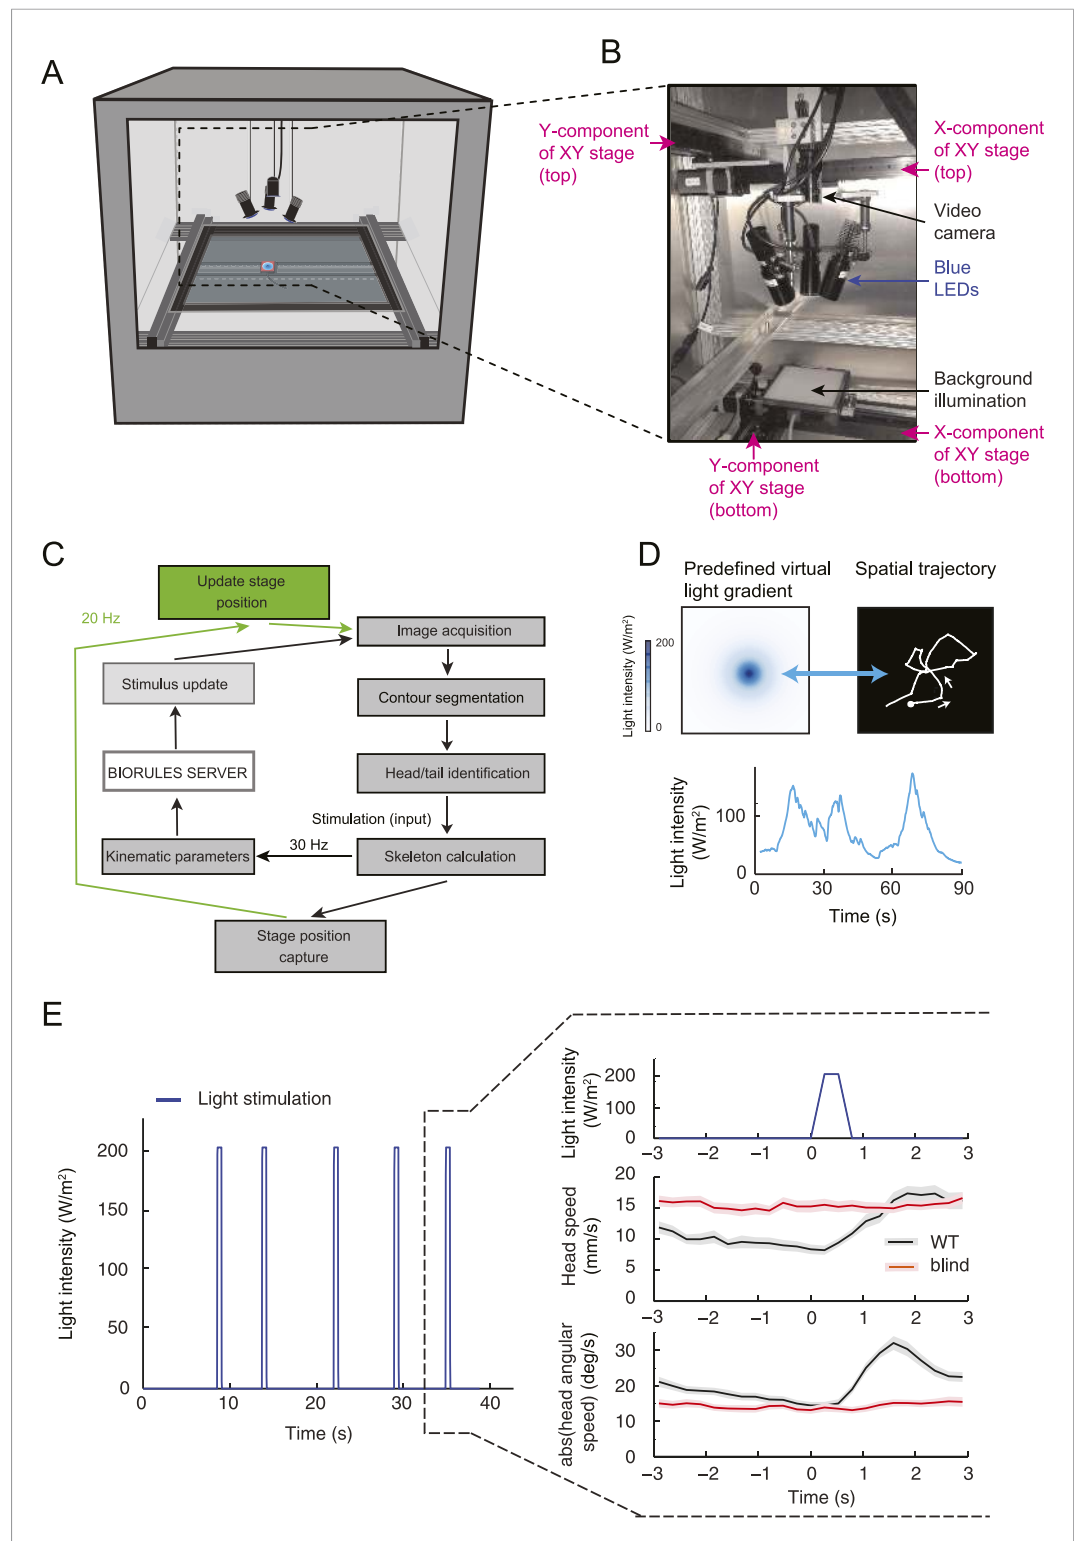 A
B
Y-component
of XY stage
(top)
X-component
of XY stage
(top)
Video
camera
Blue
LEDs
Background
illumination
X-component
of XY stage
(bottom)
Y-component
of XY stage
(bottom)
C
Update stage
position
20 Hz
Image acquisition
Stimulus update
Contour segmentation
BIORULES SERVER
Head/tail identification
Stimulation (input)
30 Hz
Kinematic parameters
Skeleton calculation
Stage position
capture
D
Predefined virtual
light gradient
Spatial trajectory
Light intensity (W/m²)
200
0
Light intensity
(W/m²)
100
0
0 30 60 90
Time (s)
E
Light stimulation
Light intensity (W/m²)
200
150
100
50
0
0 10 20 30 40
Time (s)
Light intensity
(W/m²)
200
100
0
−3 −2 −1 0 1 2 3
Head speed
(mm/s)
20
15
10
5
0
WT
blind
−3 −2 −1 0 1 2 3
abs(head angular
speed) (deg/s)
30
20
10
0
−3 −2 −1 0 1 2 3
Time (s)